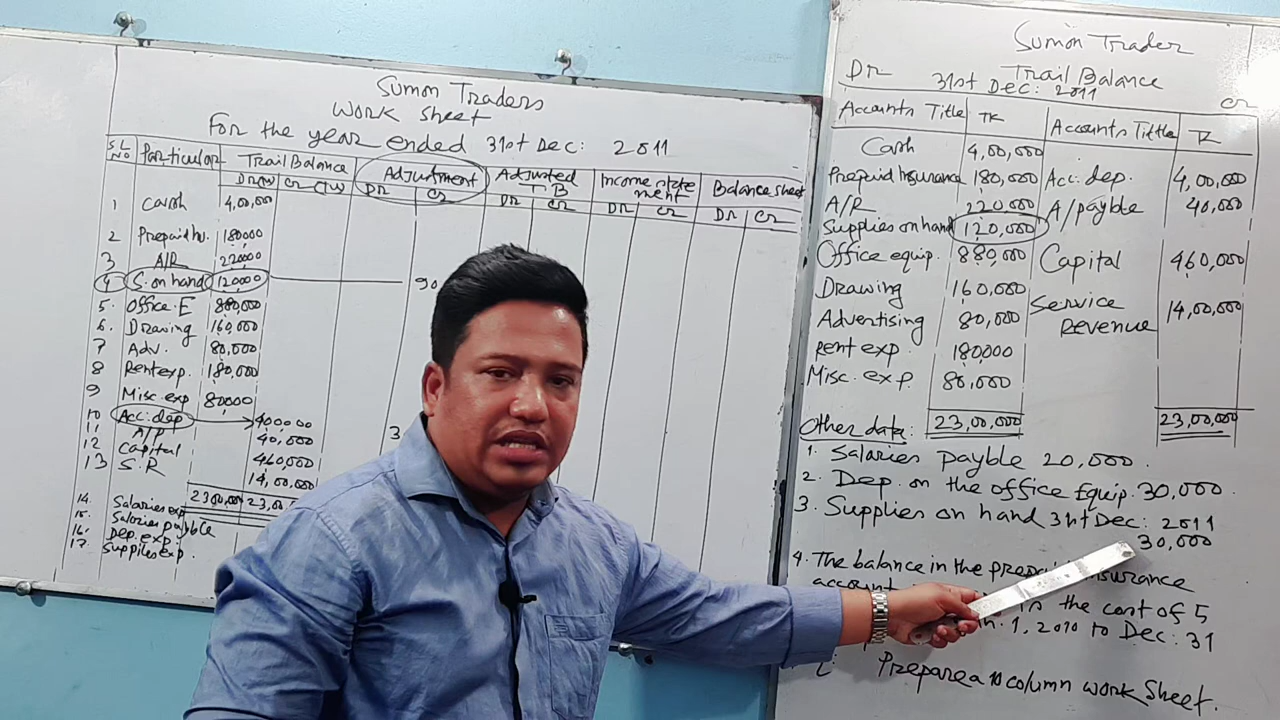 Sumon Traders
Work Sheet
For the year ended 31st Dec: 2011
S.L NO Particular Trail Balance Adjustment Adjusted T B Income statement Balance sheet
DR CR DR CR DR CR DR CR DR CR
1 Cash 4,00,000
2 Prepaid Ins. 180000
3 A/R 220000
4 S. on hand 120000 90
5. Office. E 880,000
6. Drawing 160,000
7 Adv. 80,000
8 Rent exp. 180,000
9 Misc. exp 80000
10 Acc. dep 400000
11 A/P 40,000 3
12 Capital 460,000
13 S.R 14,00,000
2300,000 23,00
14. Salaries exp
15. Salaries payble
16. Dep. exp.
17. Supplies exp.
Sumon Trader
Trail Balance
DR 31st Dec: 2011 Cr
Accounts Title TK Accounts Tittle TK
Cash 4,00,000
Prepaid Insurance 180,000 Acc. dep. 4,00,000
A/R 220000 A/payble 40,000
Supplies on hand 120,000
Office equip. 880,000 Capital 460,000
Drawing 160,000 Service Revenue 14,00,000
Advertising 80,000
Rent exp. 180,000
Misc. exp. 80,000
23,00,000 23,00,000
Other data:
1. Salaries payble 20,000.
2. Dep. on the office Equip. 30,000
3. Supplies on hand 31st Dec: 2011
30,000
4. The balance in the prepaid insurance
account the cost of 5
1, 2010 to Dec: 31
Prepare a 10 column work Sheet.